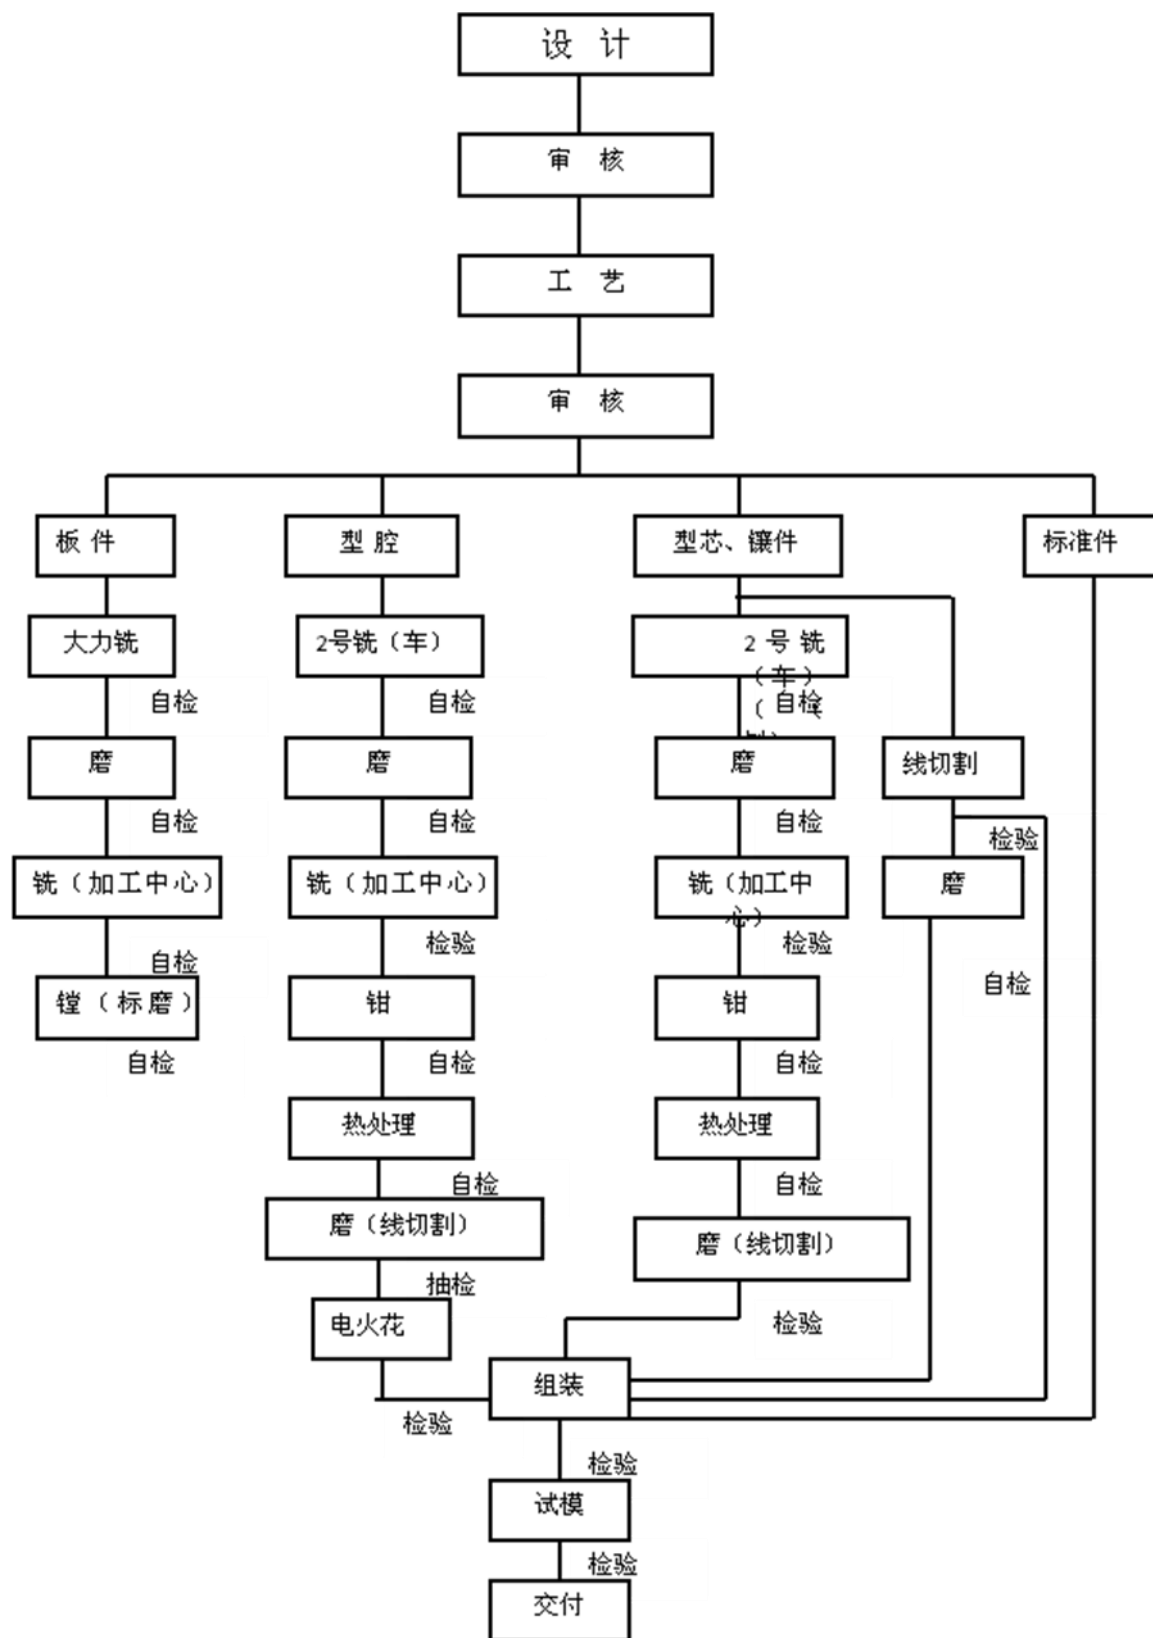 设 计
审 核
工 艺
审 核
板 件
型 腔
型芯、镶件
标准件
大力铣
2号铣（车）
2 号 铣
（车）
（
自检
自检
自检
磨
磨
磨
线切割
自检
自检
自检
检验
铣（加工中心）
铣（加工中心）
铣（加工中
心）
磨
自检
检验
检验
自检
镗（标磨）
钳
钳
自检
自检
自检
热处理
热处理
自检
自检
磨（线切割）
磨（线切割）
抽检
检验
电火花
组装
检验
检验
试模
检验
交付